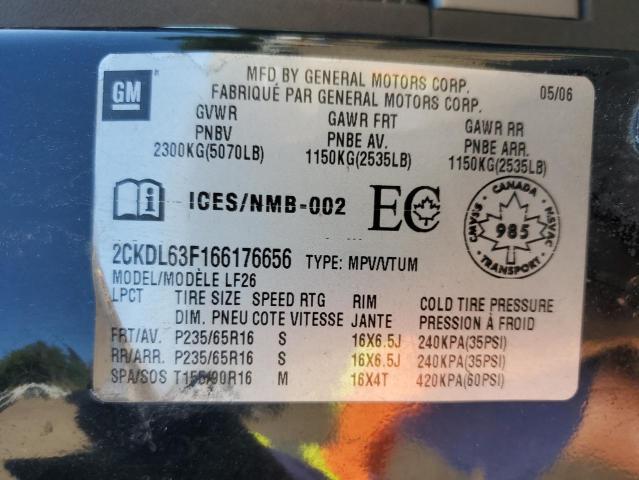 GM
MFD BY GENERAL MOTORS CORP.
FABRIQUÉ PAR GENERAL MOTORS CORP.
05/06
GVWR GAWR FRT GAWR RR
PNBV PNBE AV. PNBE ARR.
2300KG(5070LB) 1150KG(2535LB) 1150KG(2535LB)
ICES/NMB-002 EC
CANADA
CMVSS 985 NSVAC
TRANSPORT
2CKDL63F166176656 TYPE: MPV/VTUM
MODEL/MODÈLE LF26
LPCT TIRE SIZE SPEED RTG RIM COLD TIRE PRESSURE
DIM. PNEU COTE VITESSE JANTE PRESSION À FROID
FRT/AV. P235/65R16 S 16X6.5J 240KPA(35PSI)
RR/ARR. P235/65R16 S 16X6.5J 240KPA(35PSI)
SPA/SOS T155/90R16 M 16X4T 420KPA(60PSI)